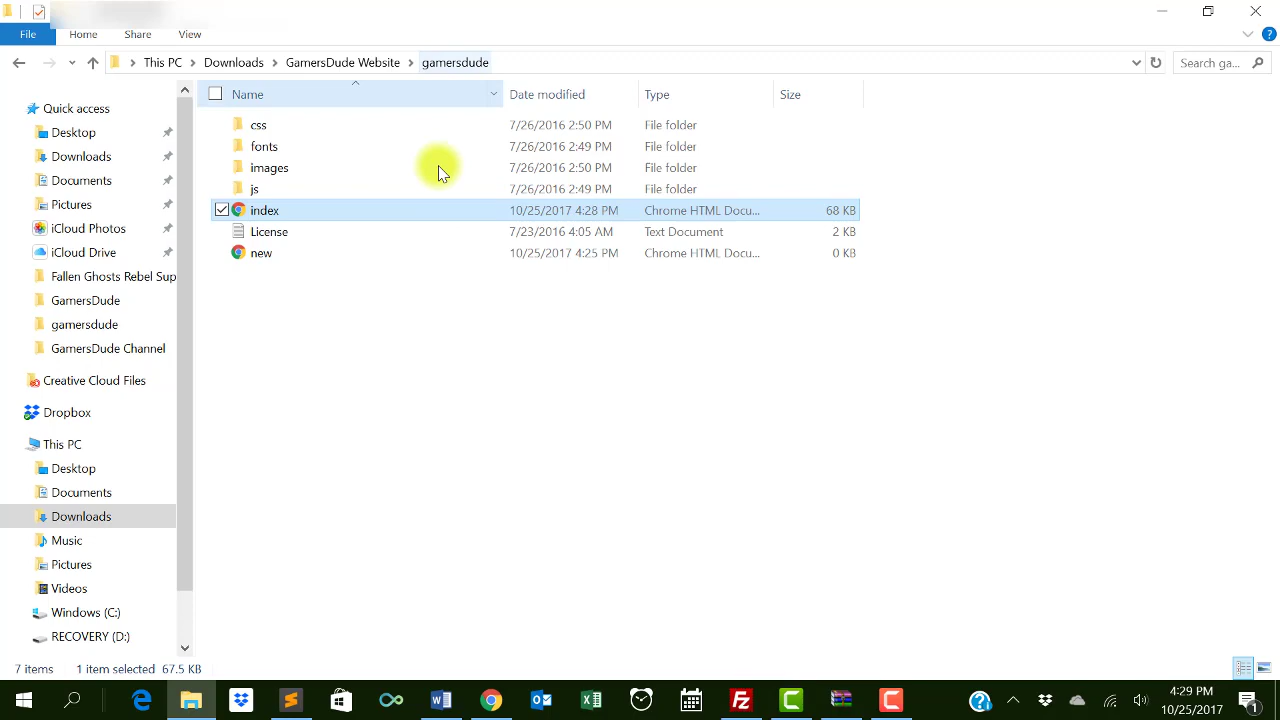 File Home Share View
This PC Downloads GamersDude Website gamersdude Search ga...
Name Date modified Type Size
Quick access
Desktop
Downloads
Documents
Pictures
iCloud Photos
iCloud Drive
Fallen Ghosts Rebel Sup
GamersDude
gamersdude
GamersDude Channel
Creative Cloud Files
Dropbox
This PC
Desktop
Documents
Downloads
Music
Pictures
Videos
Windows (C:)
RECOVERY (D:)
css 7/26/2016 2:50 PM File folder
fonts 7/26/2016 2:49 PM File folder
images 7/26/2016 2:50 PM File folder
js 7/26/2016 2:49 PM File folder
index 10/25/2017 4:28 PM Chrome HTML Docu... 68 KB
License 7/23/2016 4:05 AM Text Document 2 KB
new 10/25/2017 4:25 PM Chrome HTML Docu... 0 KB
7 items 1 item selected 67.5 KB
4:29 PM
10/25/2017